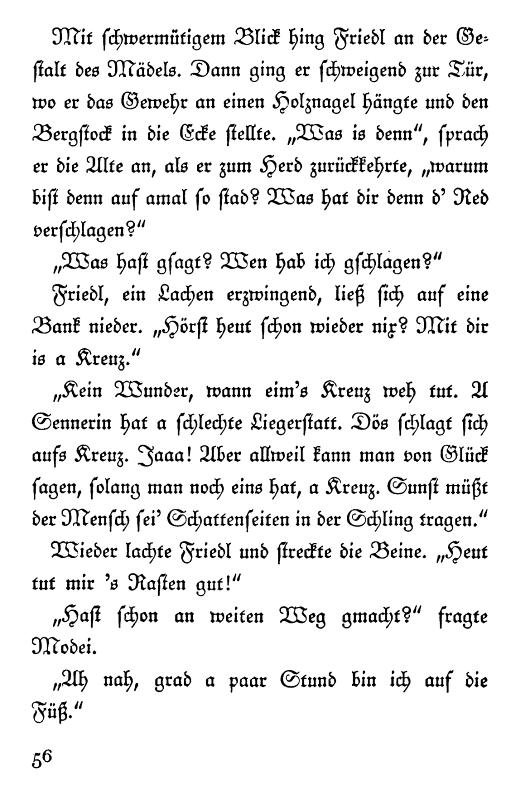 Mit schwermütigem Blick hing Friedl an der Ge-
stalt des Mädels. Dann ging er schweigend zur Tür,
wo er das Gewehr an einen Holznagel hängte und den
Bergstock in die Ecke stellte. „Was is denn“, sprach
er die Alte an, als er zum Herd zurückkehrte, „warum
bist denn auf amal so stad? Was hat dir denn d' Red
verschlagen?“
„Was hast gsagt? Wen hab ich gschlagen?“
Friedl, ein Lachen erzwingend, ließ sich auf eine
Bank nieder. „Hörst heut schon wieder nix? Mit dir
is a Kreuz.“
„Kein Wunder, wann eim's Kreuz weh tut. A
Sennerin hat a schlechte Liegerstatt. Dös schlagt sich
aufs Kreuz. Jaaa! Aber allweil kann man von Glück
sagen, solang man noch eins hat, a Kreuz. Sunst müßt
der Mensch sei' Schattenseiten in der Schling tragen.“
Wieder lachte Friedl und streckte die Beine. „Heut
tut mir 's Rasten gut!“
„Hast schon an weiten Weg gmacht?“ fragte
Modei.
„Ah nah, grad a paar Stund bin ich auf die
Füß.“
56